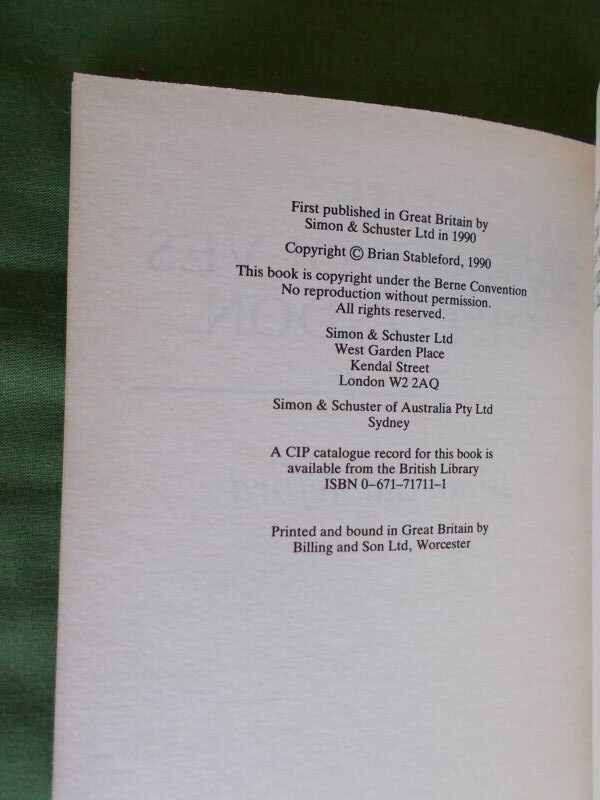 First published in Great Britain by
Simon & Schuster Ltd in 1990
Copyright © Brian Stableford, 1990
This book is copyright under the Berne Convention
No reproduction without permission.
All rights reserved.
Simon & Schuster Ltd
West Garden Place
Kendal Street
London W2 2AQ
Simon & Schuster of Australia Pty Ltd
Sydney
A CIP catalogue record for this book is
available from the British Library
ISBN 0–671–71711–1
Printed and bound in Great Britain by
Billing and Son Ltd, Worcester